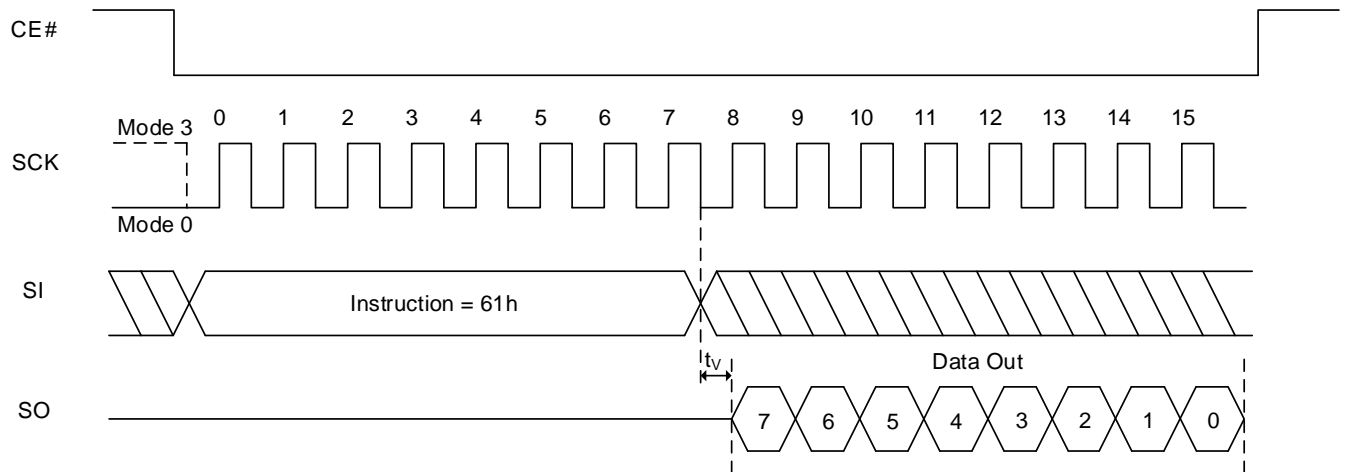 CE#
Mode 3
0 1 2 3 4 5 6 7 8 9 10 11 12 13 14 15
SCK
Mode 0
SI
Instruction = 61h
tV
Data Out
SO
7 6 5 4 3 2 1 0